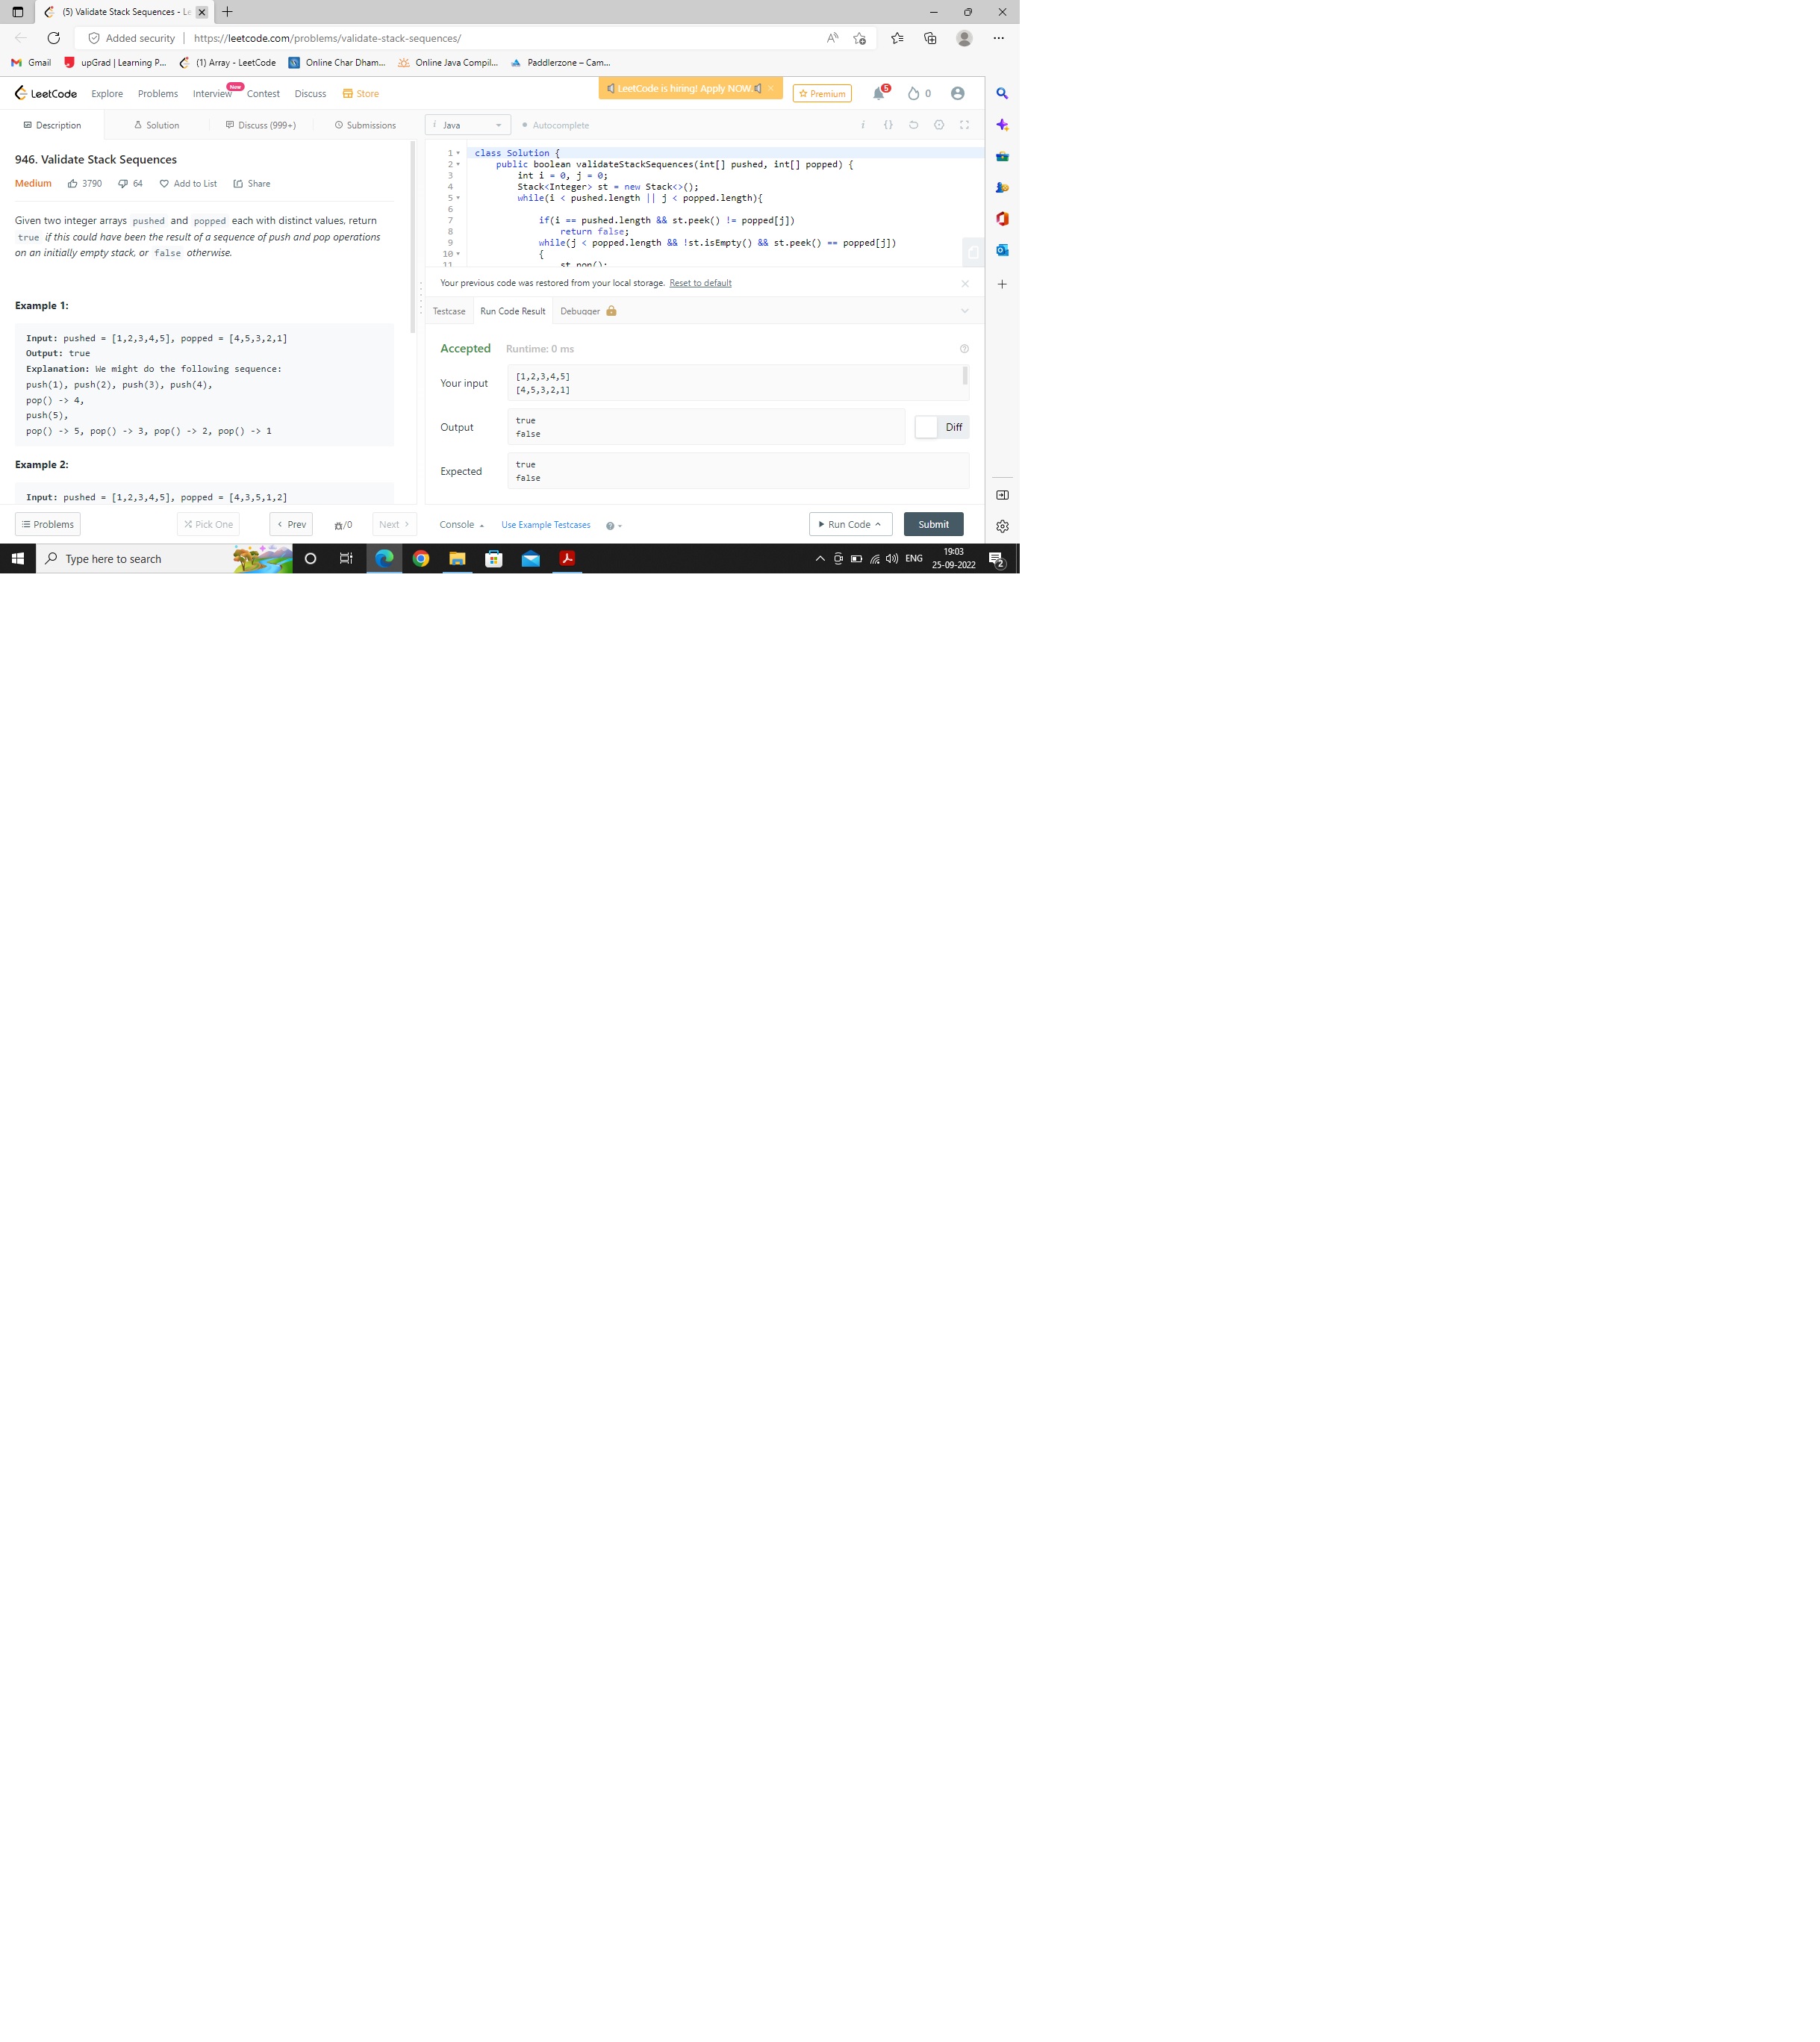 (5) Validate Stack Sequences - Le
Added security
https://leetcode.com/problems/validate-stack-sequences/
Gmail
upGrad | Learning P...
(1) Array - LeetCode
Online Char Dham...
Online Java Compil...
Paddlerzone – Cam...
LeetCode
Explore
Problems
Interview
New
Contest
Discuss
Store
LeetCode is hiring! Apply NOW.
Premium
5
0
Description
Solution
Discuss (999+)
Submissions
i Java
Autocomplete
946. Validate Stack Sequences
Medium
3790
64
Add to List
Share
Given two integer arrays pushed and popped each with distinct values, return
true if this could have been the result of a sequence of push and pop operations
on an initially empty stack, or false otherwise.
Example 1:
Input: pushed = [1,2,3,4,5], popped = [4,5,3,2,1]
Output: true
Explanation: We might do the following sequence:
push(1), push(2), push(3), push(4),
pop() -> 4,
push(5),
pop() -> 5, pop() -> 3, pop() -> 2, pop() -> 1
Example 2:
Input: pushed = [1,2,3,4,5], popped = [4,3,5,1,2]
Problems
Pick One
Prev
/0
Next
1 class Solution {
2 public boolean validateStackSequences(int[] pushed, int[] popped) {
3 int i = 0, j = 0;
4 Stack<Integer> st = new Stack<>();
5 while(i < pushed.length || j < popped.length){
6
7 if(i == pushed.length && st.peek() != popped[j])
8 return false;
9 while(j < popped.length && !st.isEmpty() && st.peek() == popped[j])
10 {
11 st.pop();
Your previous code was restored from your local storage. Reset to default
Testcase
Run Code Result
Debugger
Accepted
Runtime: 0 ms
Your input
[1,2,3,4,5]
[4,5,3,2,1]
Output
true
false
Diff
Expected
true
false
Console
Use Example Testcases
Run Code
Submit
Type here to search
ENG
19:03
25-09-2022
2